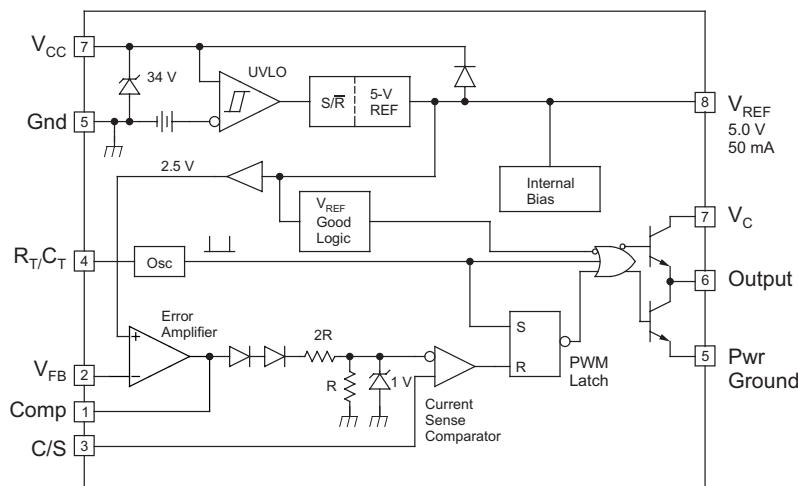 V_CC
7
34 V
UVLO
S/R̅
5-V
REF
8
V_REF
5.0 V
50 mA
Gnd
5
2.5 V
V_REF
Good
Logic
Internal
Bias
7
V_C
R_T/C_T
4
Osc
6
Output
Error
Amplifier
+
−
2R
R
1 V
S
R
PWM
Latch
5
Pwr
Ground
V_FB
2
Comp
1
C/S
3
Current
Sense
Comparator